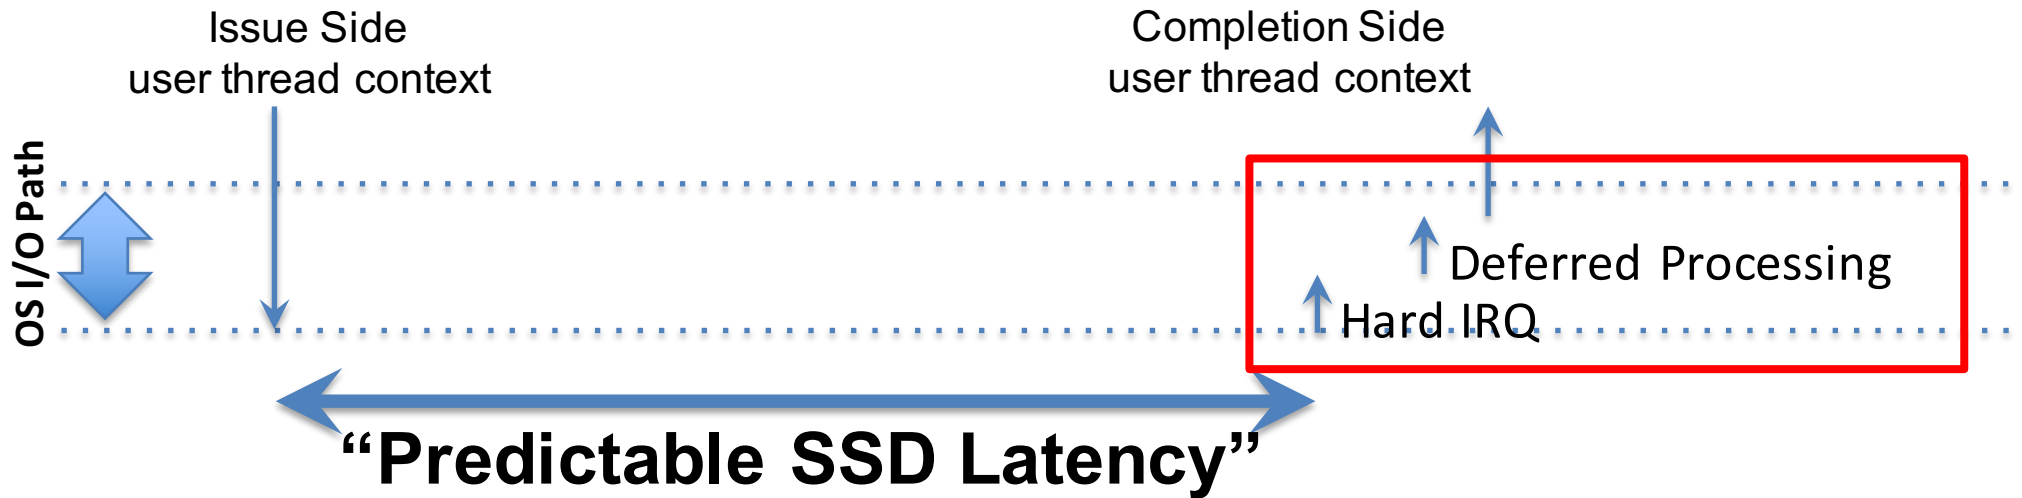 Issue Side
user thread context
Completion Side
user thread context
OS I/O Path
Deferred Processing
Hard IRQ
“Predictable SSD Latency”